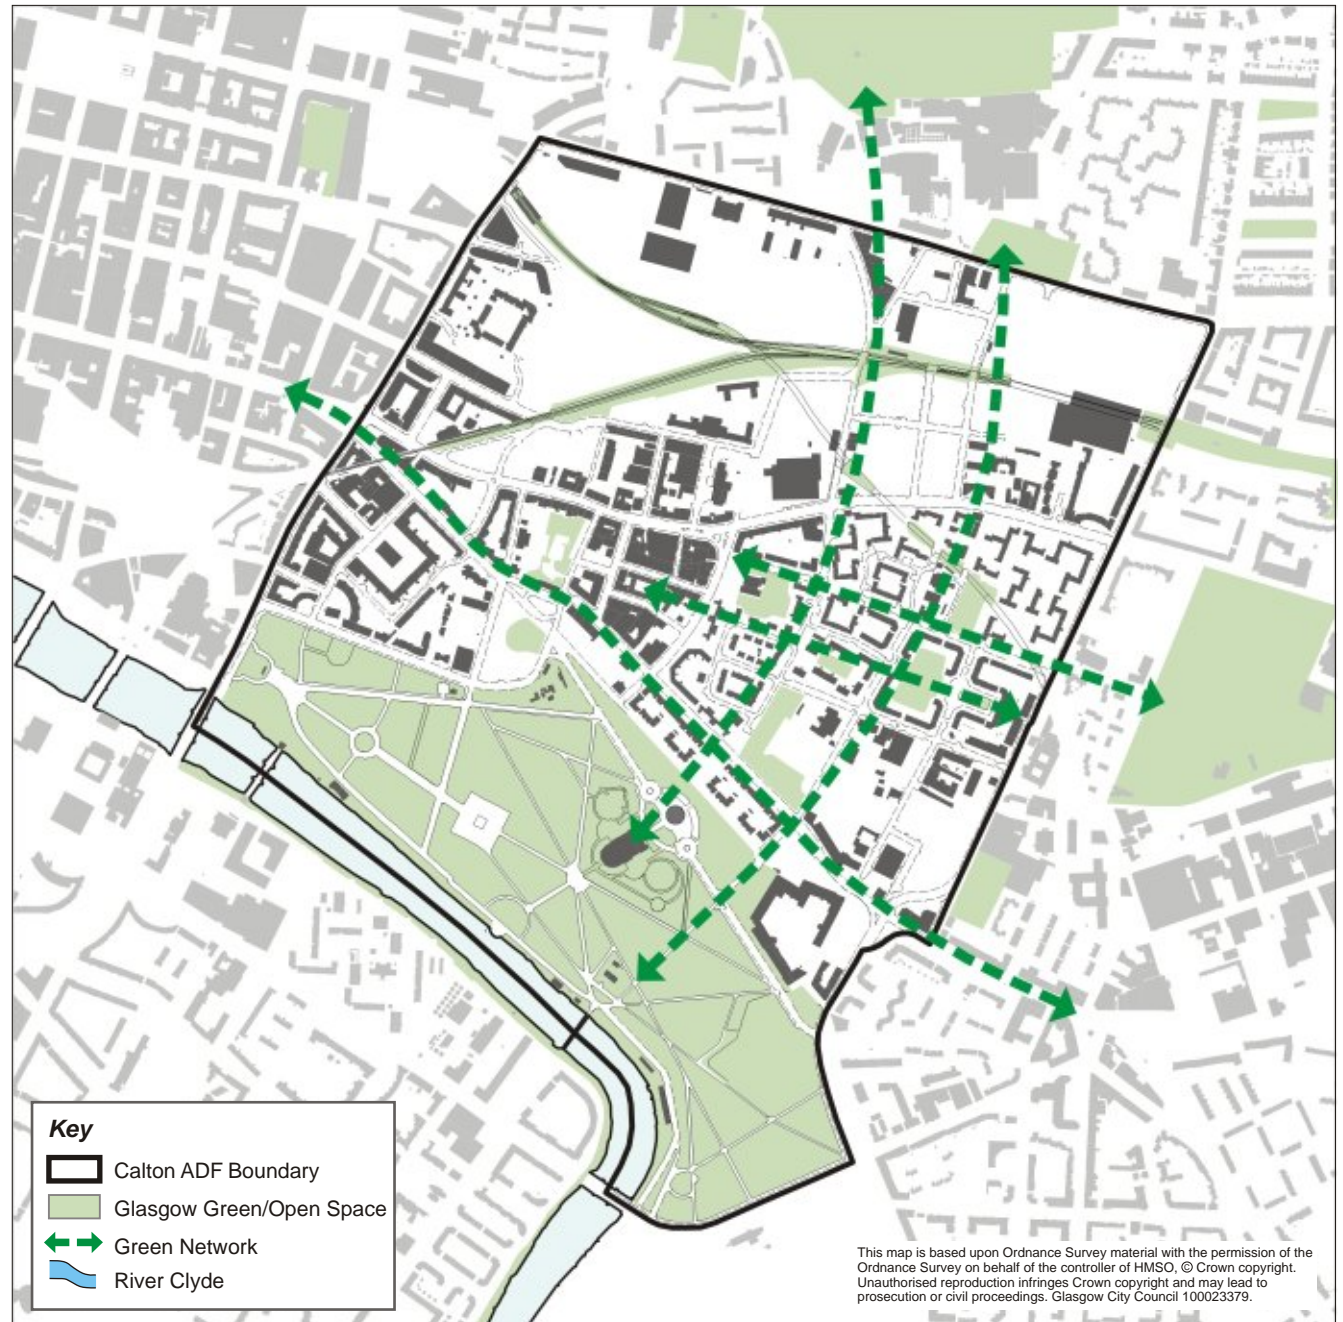 Key
Calton ADF Boundary
Glasgow Green/Open Space
Green Network
River Clyde
This map is based upon Ordnance Survey material with the permission of the
Ordnance Survey on behalf of the controller of HMSO, © Crown copyright.
Unauthorised reproduction infringes Crown copyright and may lead to
prosecution or civil proceedings. Glasgow City Council 100023379.